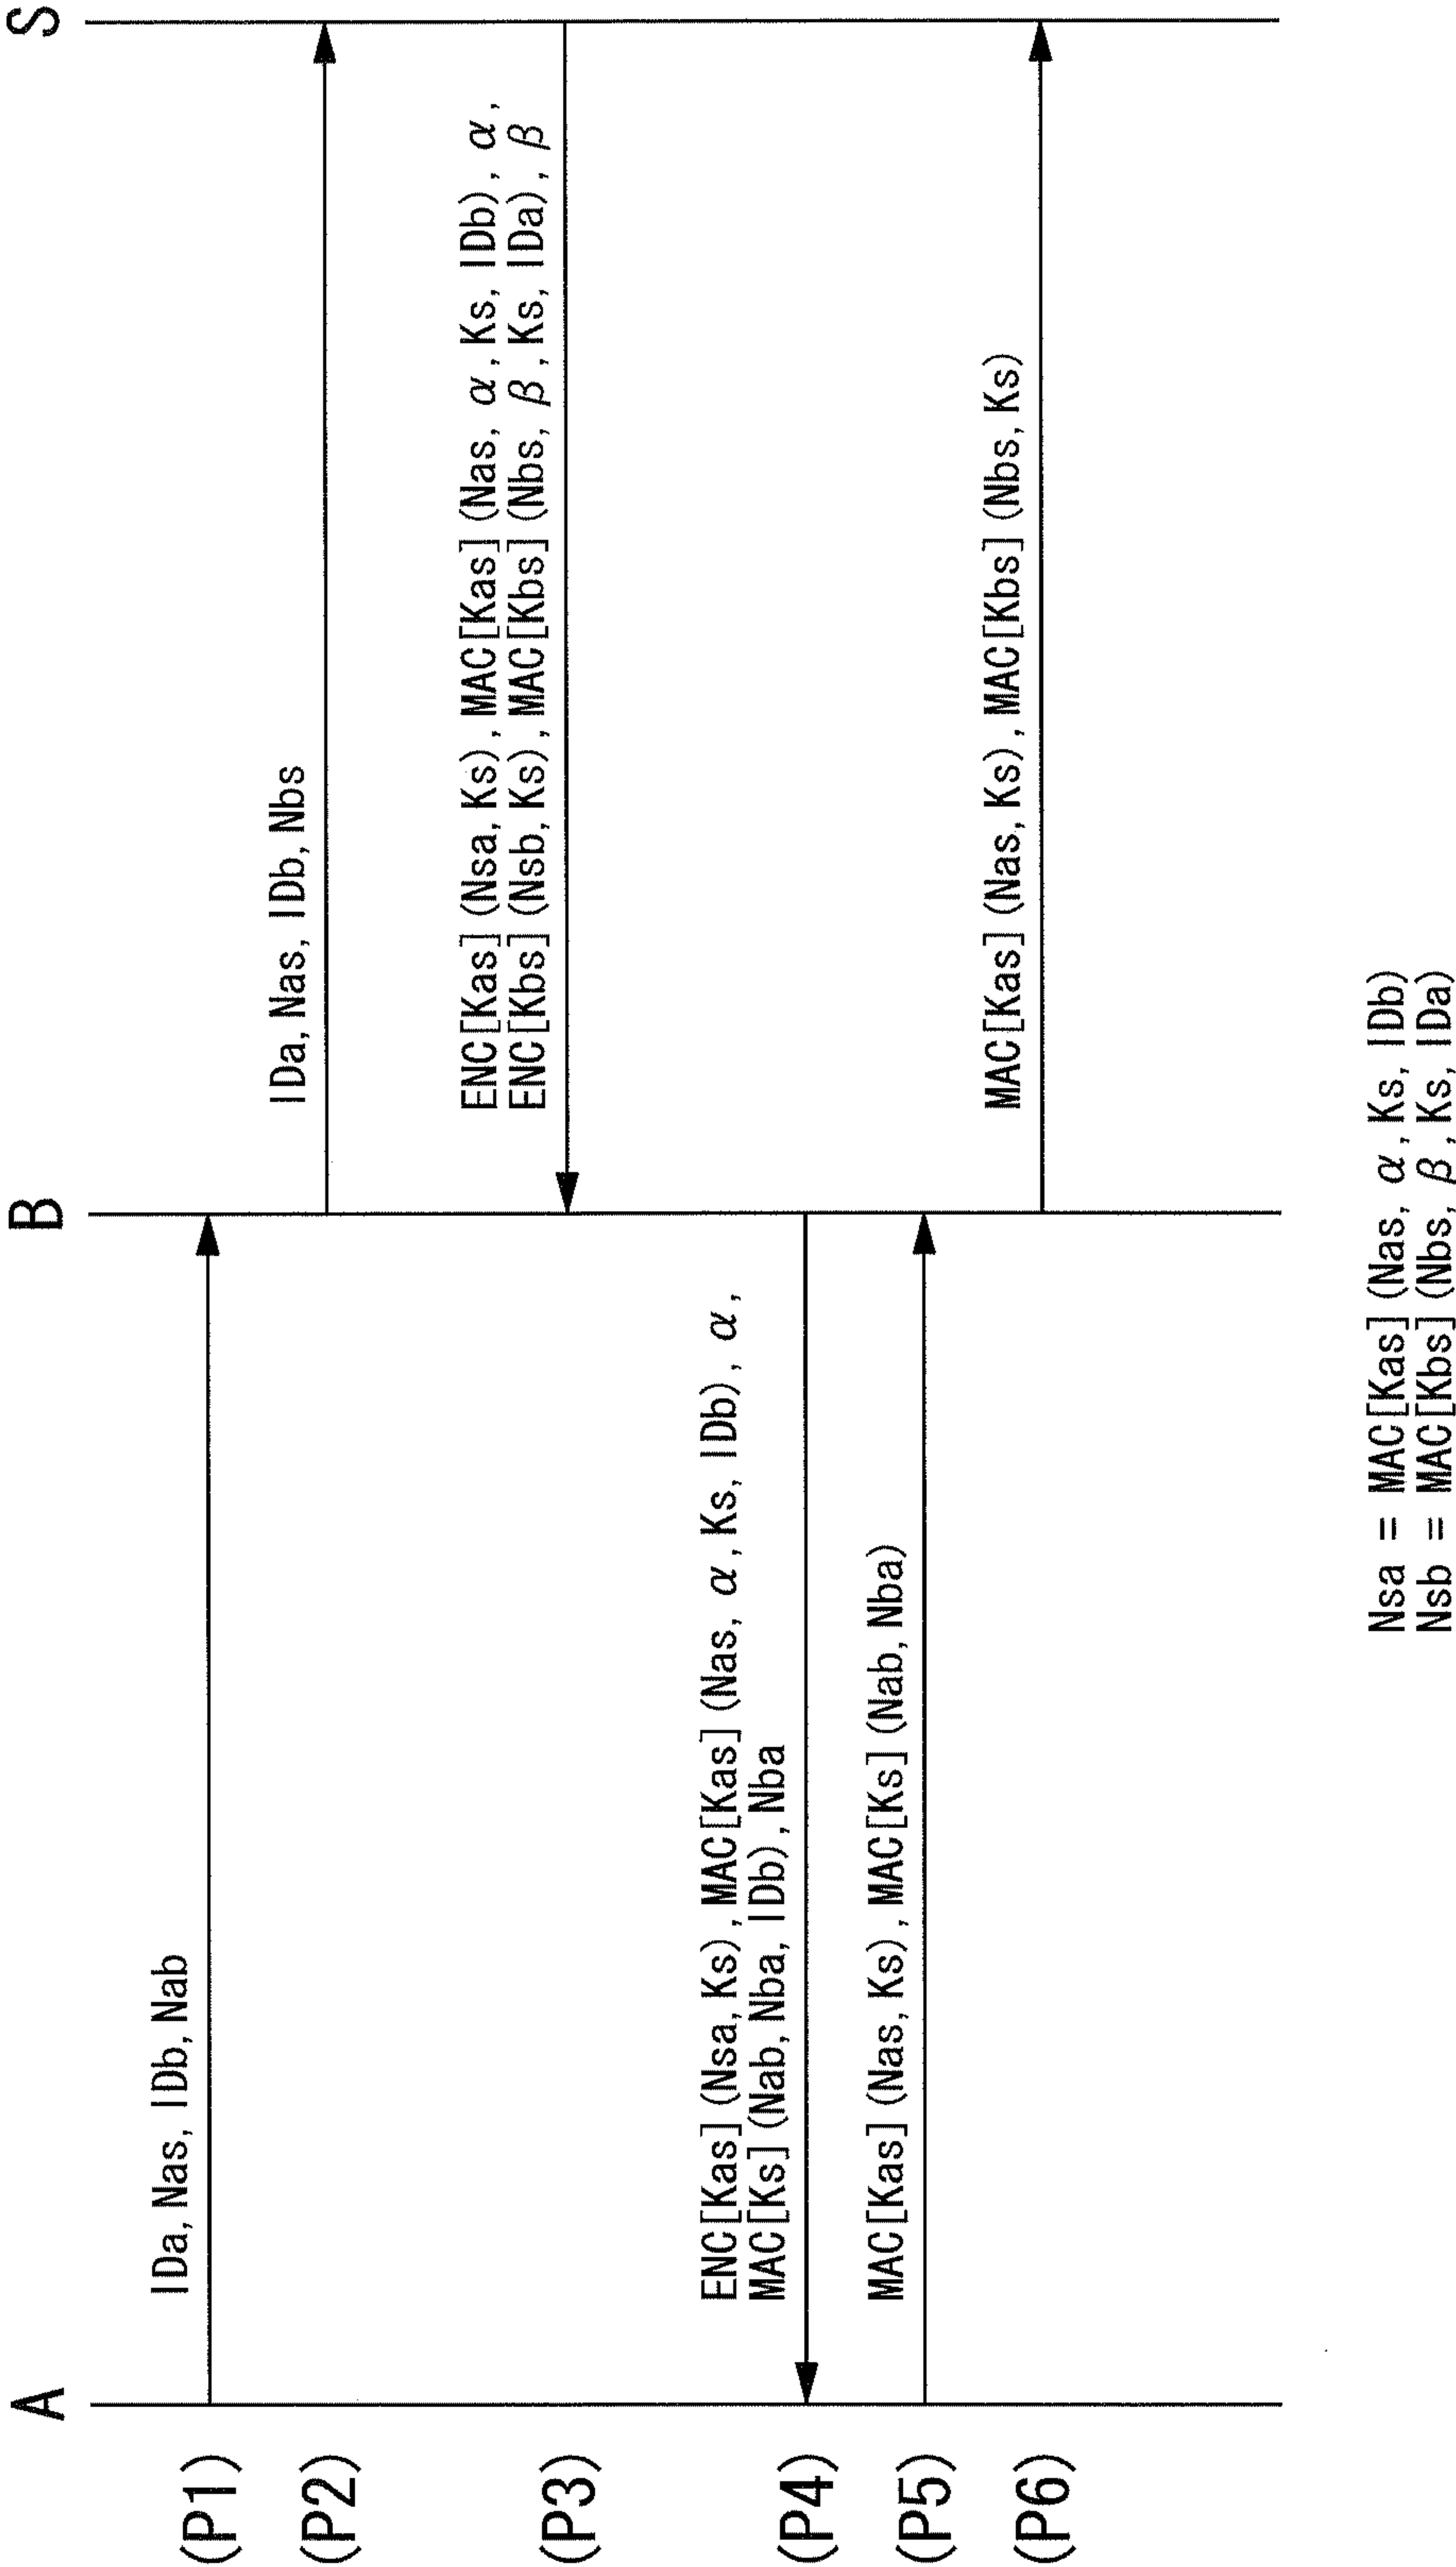 A B S
(P1)
IDa, Nas, IDb, Nab
(P2)
IDa, Nas, IDb, Nbs
(P3)
ENC[Kas] (Nsa, Ks), MAC[Kas] (Nas, α, Ks, IDb), α,
ENC[Kbs] (Nsb, Ks), MAC[Kbs] (Nbs, β, Ks, IDa), β
(P4)
ENC[Kas] (Nsa, Ks), MAC[Kas] (Nas, α, Ks, IDb), α,
MAC[Ks] (Nab, Nba, IDb), Nba
(P5)
MAC[Kas] (Nas, Ks), MAC[Ks] (Nab, Nba)
(P6)
MAC[Kas] (Nas, Ks), MAC[Kbs] (Nbs, Ks)
Nsa = MAC[Kas] (Nas, α, Ks, IDb)
Nsb = MAC[Kbs] (Nbs, β, Ks, IDa)